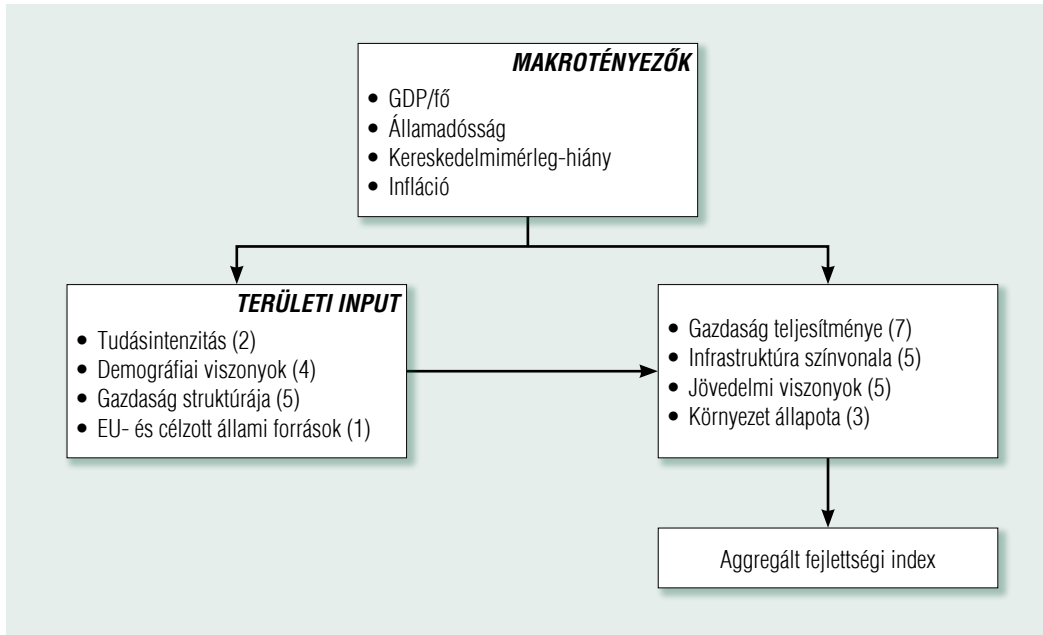 MAKROTÉNYEZŐK
• GDP/fő
• Államadósság
• Kereskedelmimérleg-hiány
• Infláció
TERÜLETI INPUT
• Tudásintenzitás (2)
• Demográfiai viszonyok (4)
• Gazdaság struktúrája (5)
• EU- és célzott állami források (1)
• Gazdaság teljesítménye (7)
• Infrastruktúra színvonala (5)
• Jövedelmi viszonyok (5)
• Környezet állapota (3)
Aggregált fejlettségi index